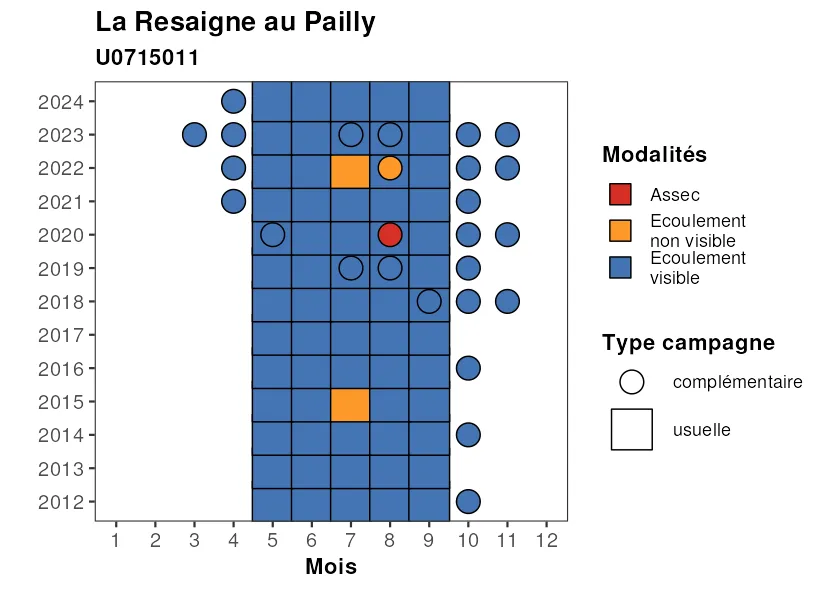 La Resaigne au Pailly
U0715011
2024
2023
2022
2021
2020
2019
2018
2017
2016
2015
2014
2013
2012
1 2 3 4 5 6 7 8 9 10 11 12
Mois
Modalités
Assec
Ecoulement
non visible
Ecoulement
visible
Type campagne
complémentaire
usuelle